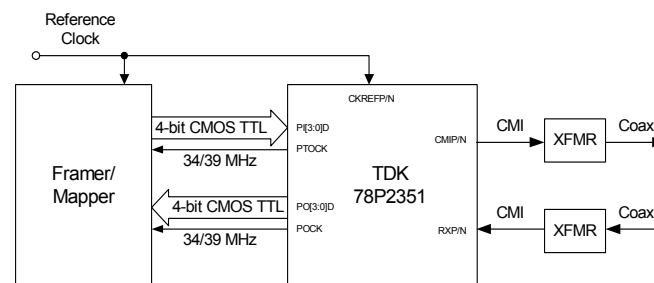 Reference
Clock
CKREFP/N
4-bit CMOS TTL
PI[3:0]D
PTOCK
34/39 MHz
Framer/
Mapper
4-bit CMOS TTL
PO[3:0]D
POCK
34/39 MHz
TDK
78P2351
CMIP/N
CMI
XFMR
Coax
RXP/N
CMI
XFMR
Coax